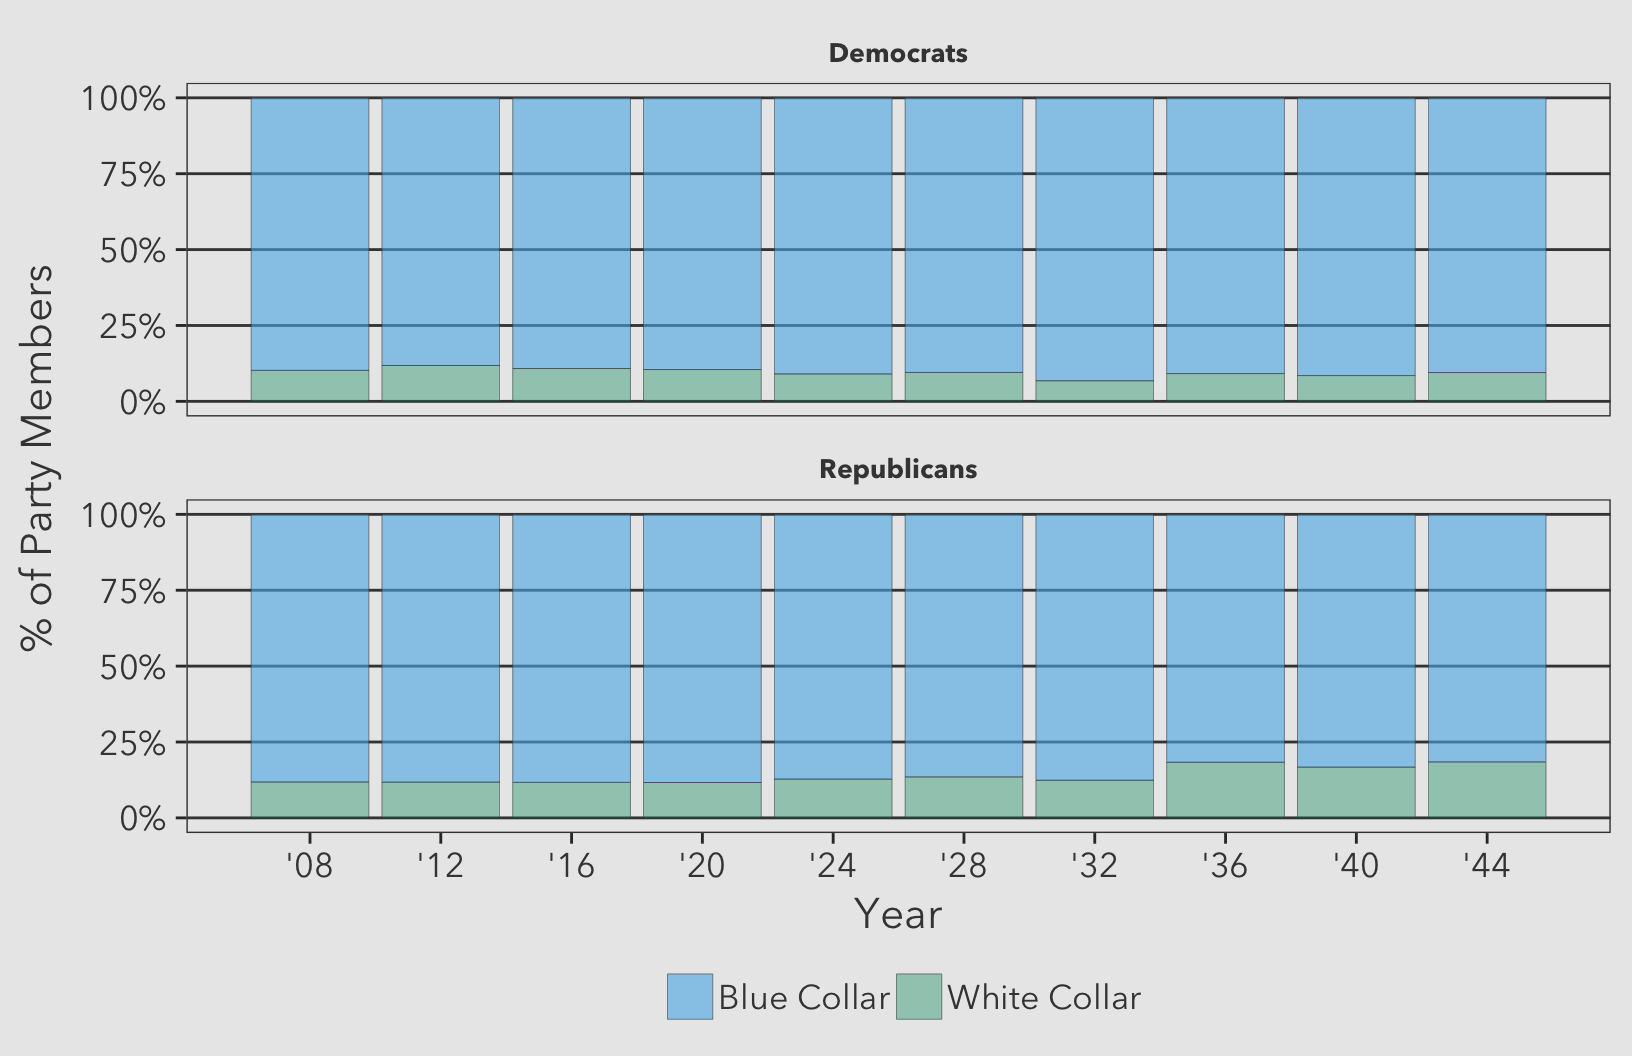 Democrats
100%
75%
50%
25%
0%
% of Party Members
Republicans
100%
75%
50%
25%
0%
'08 '12 '16 '20 '24 '28 '32 '36 '40 '44
Year
Blue Collar White Collar